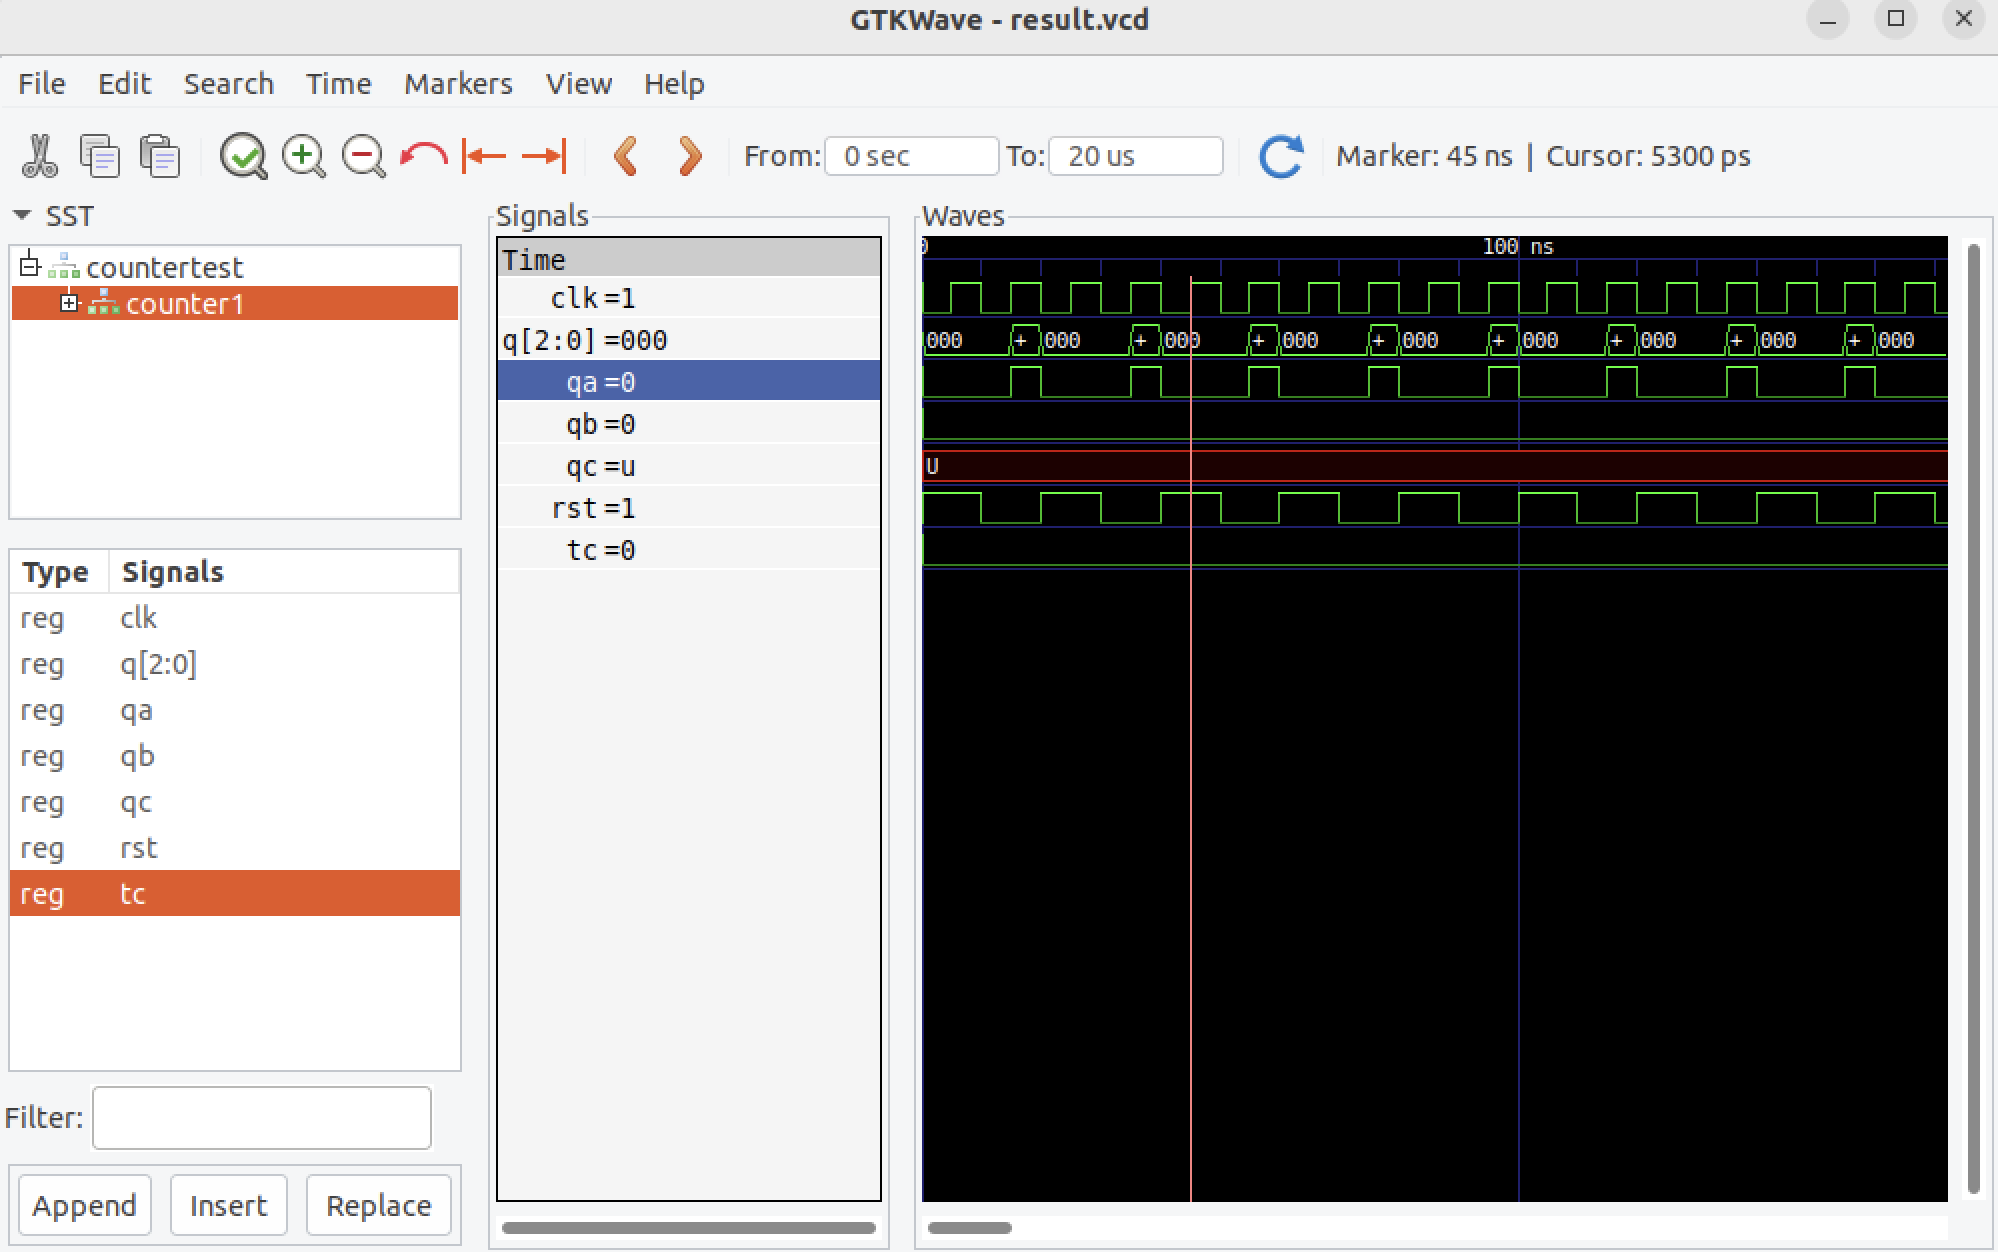 GTKWave - result.vcd
File Edit Search Time Markers View Help
From: 0 sec To: 20 us Marker: 45 ns | Cursor: 5300 ps
SST
countertest
counter1
Type Signals
reg clk
reg q[2:0]
reg qa
reg qb
reg qc
reg rst
reg tc
Filter:
Append Insert Replace
Signals
Time
clk =1
q[2:0] =000
qa =0
qb =0
qc =u
rst =1
tc =0
Waves
0 100 ns
000 + 000 + 000 + 000 + 000 + 000 + 000 + 000 + 000
U